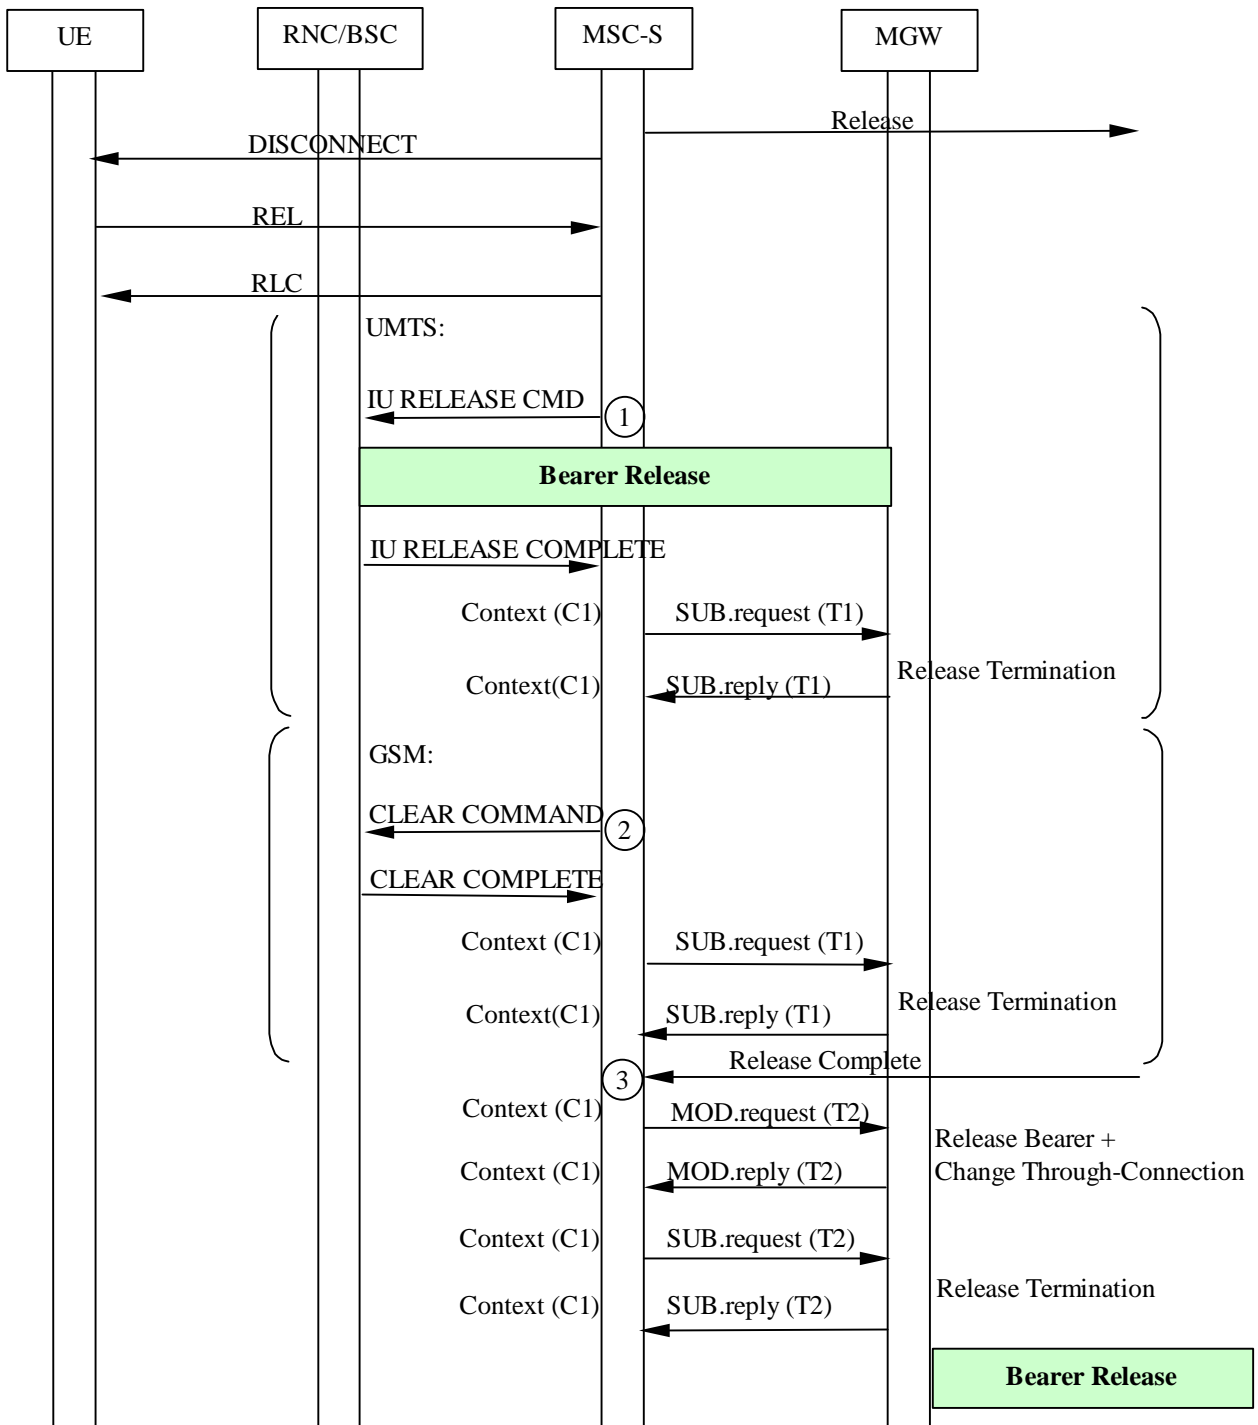 UE
RNC/BSC
MSC-S
MGW
Release
DISCONNECT
REL
RLC
UMTS:
IU RELEASE CMD
1
Bearer Release
IU RELEASE COMPLETE
Context (C1)
SUB.request (T1)
Release Termination
Context(C1)
SUB.reply (T1)
GSM:
CLEAR COMMAND
2
CLEAR COMPLETE
Context (C1)
SUB.request (T1)
Release Termination
Context(C1)
SUB.reply (T1)
Release Complete
3
Context (C1)
MOD.request (T2)
Release Bearer +
Change Through-Connection
Context (C1)
MOD.reply (T2)
Context (C1)
SUB.request (T2)
Release Termination
Context (C1)
SUB.reply (T2)
Bearer Release